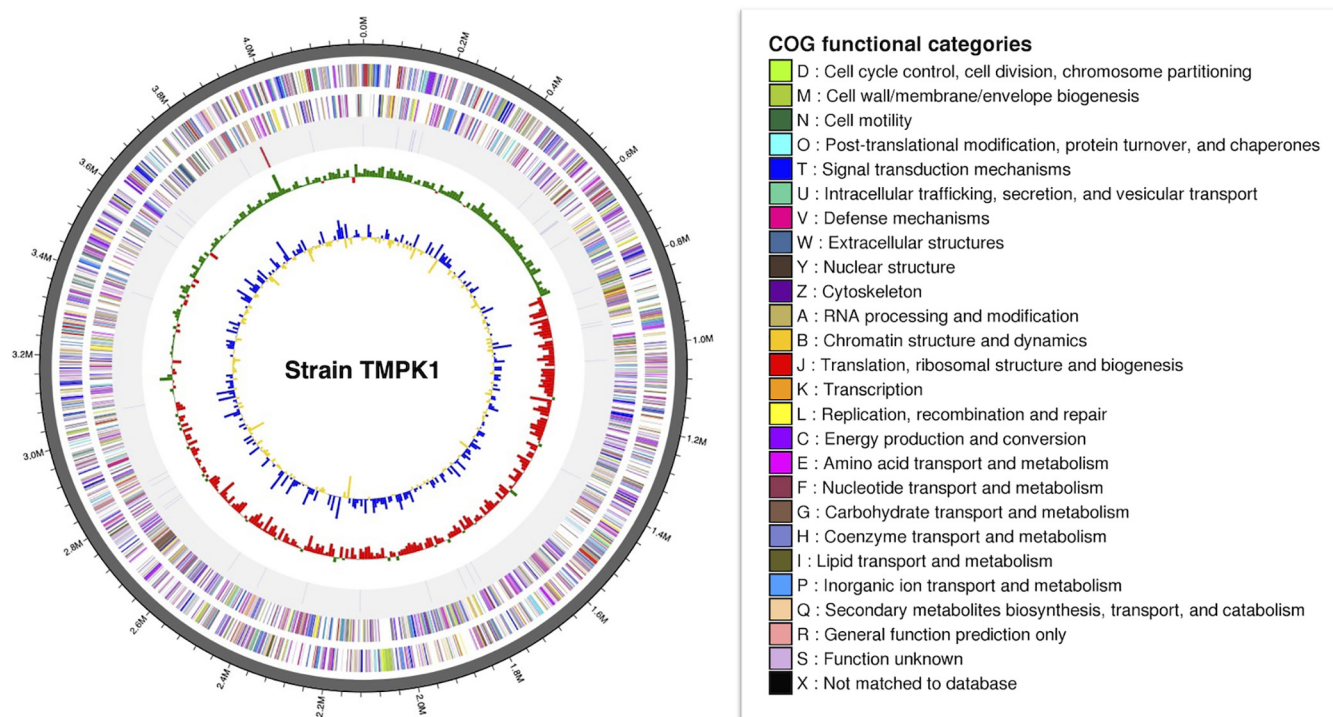 0.0M
0.2M
0.4M
0.6M
0.8M
1.0M
1.2M
1.4M
1.6M
1.8M
2.0M
2.2M
2.4M
2.6M
2.8M
3.0M
3.2M
3.4M
3.6M
3.8M
4.0M
Strain TMPK1
COG functional categories
D : Cell cycle control, cell division, chromosome partitioning
M : Cell wall/membrane/envelope biogenesis
N : Cell motility
O : Post-translational modification, protein turnover, and chaperones
T : Signal transduction mechanisms
U : Intracellular trafficking, secretion, and vesicular transport
V : Defense mechanisms
W : Extracellular structures
Y : Nuclear structure
Z : Cytoskeleton
A : RNA processing and modification
B : Chromatin structure and dynamics
J : Translation, ribosomal structure and biogenesis
K : Transcription
L : Replication, recombination and repair
C : Energy production and conversion
E : Amino acid transport and metabolism
F : Nucleotide transport and metabolism
G : Carbohydrate transport and metabolism
H : Coenzyme transport and metabolism
I : Lipid transport and metabolism
P : Inorganic ion transport and metabolism
Q : Secondary metabolites biosynthesis, transport, and catabolism
R : General function prediction only
S : Function unknown
X : Not matched to database